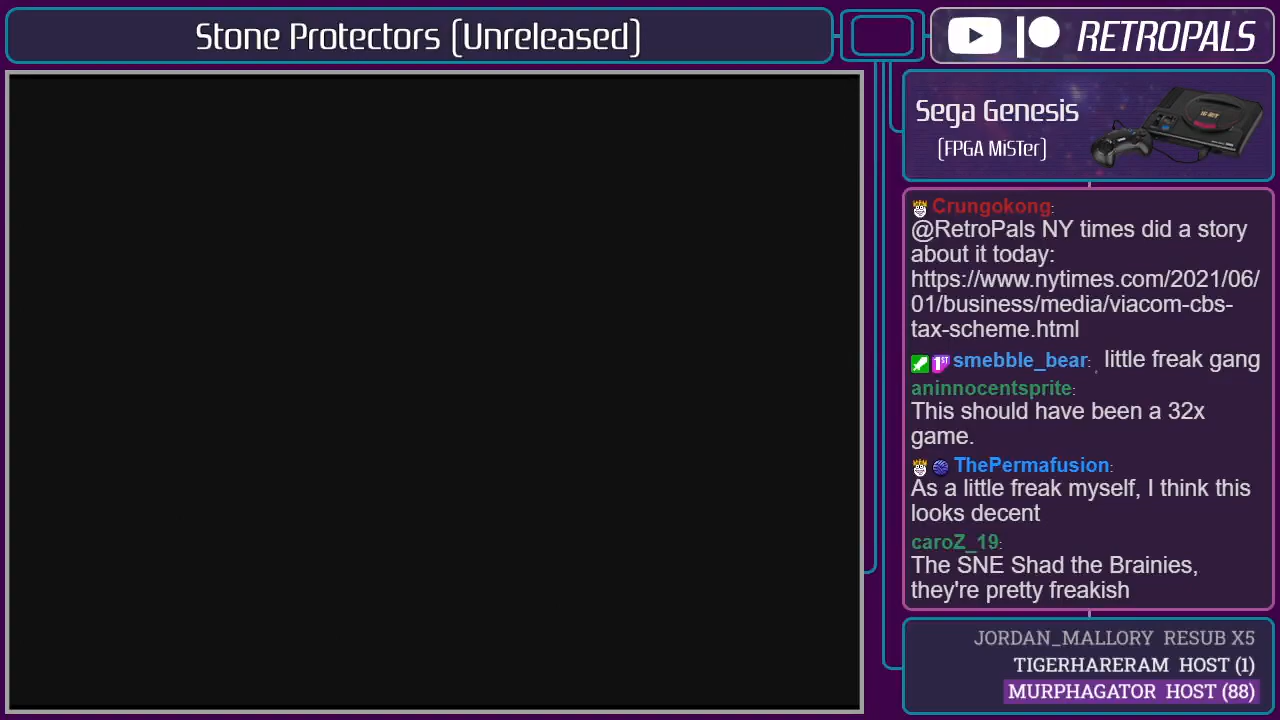 Stone Protectors (Unreleased)
RETROPALS
Sega Genesis
(FPGA MiSTer)
16-BIT
Crungokong:
@RetroPals NY times did a story
about it today:
https://www.nytimes.com/2021/06/
01/business/media/viacom-cbs-
tax-scheme.html
1ST smebble_bear: , little freak gang
aninnocentsprite:
This should have been a 32x
game.
ThePermafusion:
As a little freak myself, I think this
looks decent
caroZ_19:
The SNE Shad the Brainies,
they're pretty freakish
JORDAN_MALLORY RESUB X5
TIGERHARERAM HOST (1)
MURPHAGATOR HOST (88)